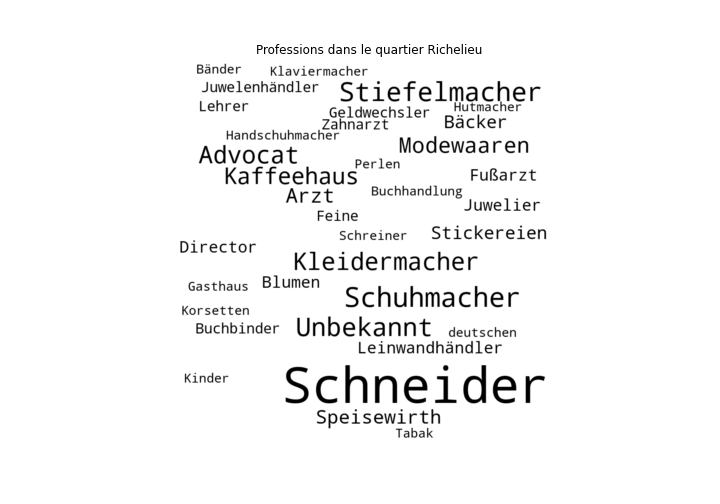 Professions dans le quartier Richelieu
Bänder
Klaviermacher
Juwelenhändler
Stiefelmacher
Lehrer
Hutmacher
Geldwechsler
Zahnarzt
Bäcker
Handschuhmacher
Modewaaren
Advocat
Perlen
Kaffeehaus
Fußarzt
Buchhandlung
Arzt
Juwelier
Feine
Schreiner
Stickereien
Director
Kleidermacher
Blumen
Gasthaus
Schuhmacher
Korsetten
Buchbinder
Unbekannt
deutschen
Leinwandhändler
Kinder
Schneider
Speisewirth
Tabak